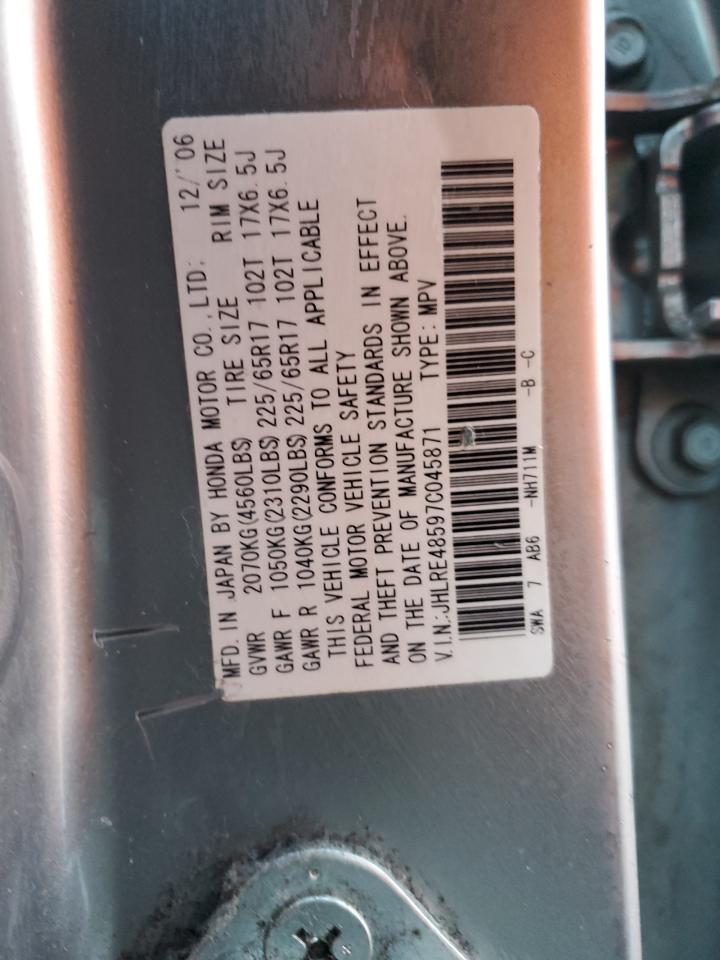 MFD. IN JAPAN BY HONDA MOTOR CO., LTD: 12/'06
GVWR 2070KG(4560LBS) TIRE SIZE RIM SIZE
GAWR F 1050KG(2310LBS) 225/65R17 102T 17X6.5J
GAWR R 1040KG(2290LBS) 225/65R17 102T 17X6.5J
THIS VEHICLE CONFORMS TO ALL APPLICABLE
FEDERAL MOTOR VEHICLE SAFETY
AND THEFT PREVENTION STANDARDS IN EFFECT
ON THE DATE OF MANUFACTURE SHOWN ABOVE.
V.I.N.:JHLRE48597C045871 TYPE: MPV
SWA 7 AB6 -NH711M -B -C
10